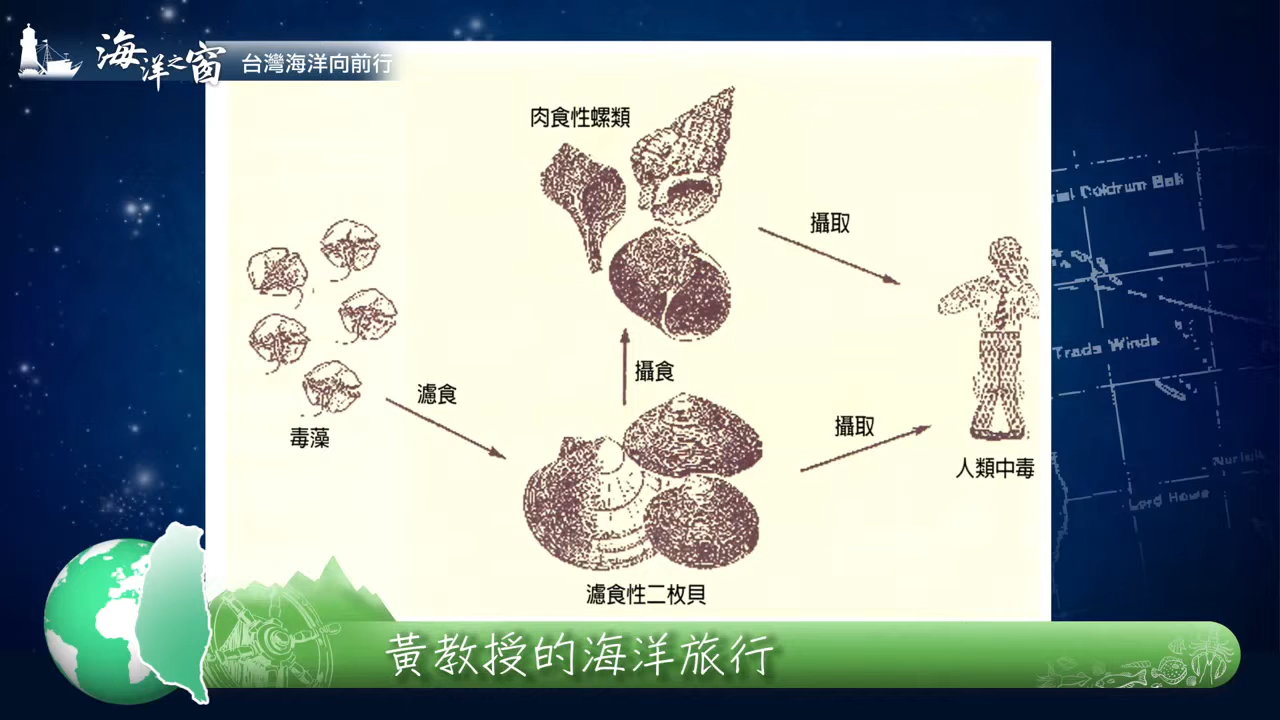 海洋之窗
台灣海洋向前行
肉食性螺類
攝取
攝食
濾食
毒藻
攝取
人類中毒
濾食性二枚貝
Trade Winds
Lord Howe
黃教授的海洋旅行